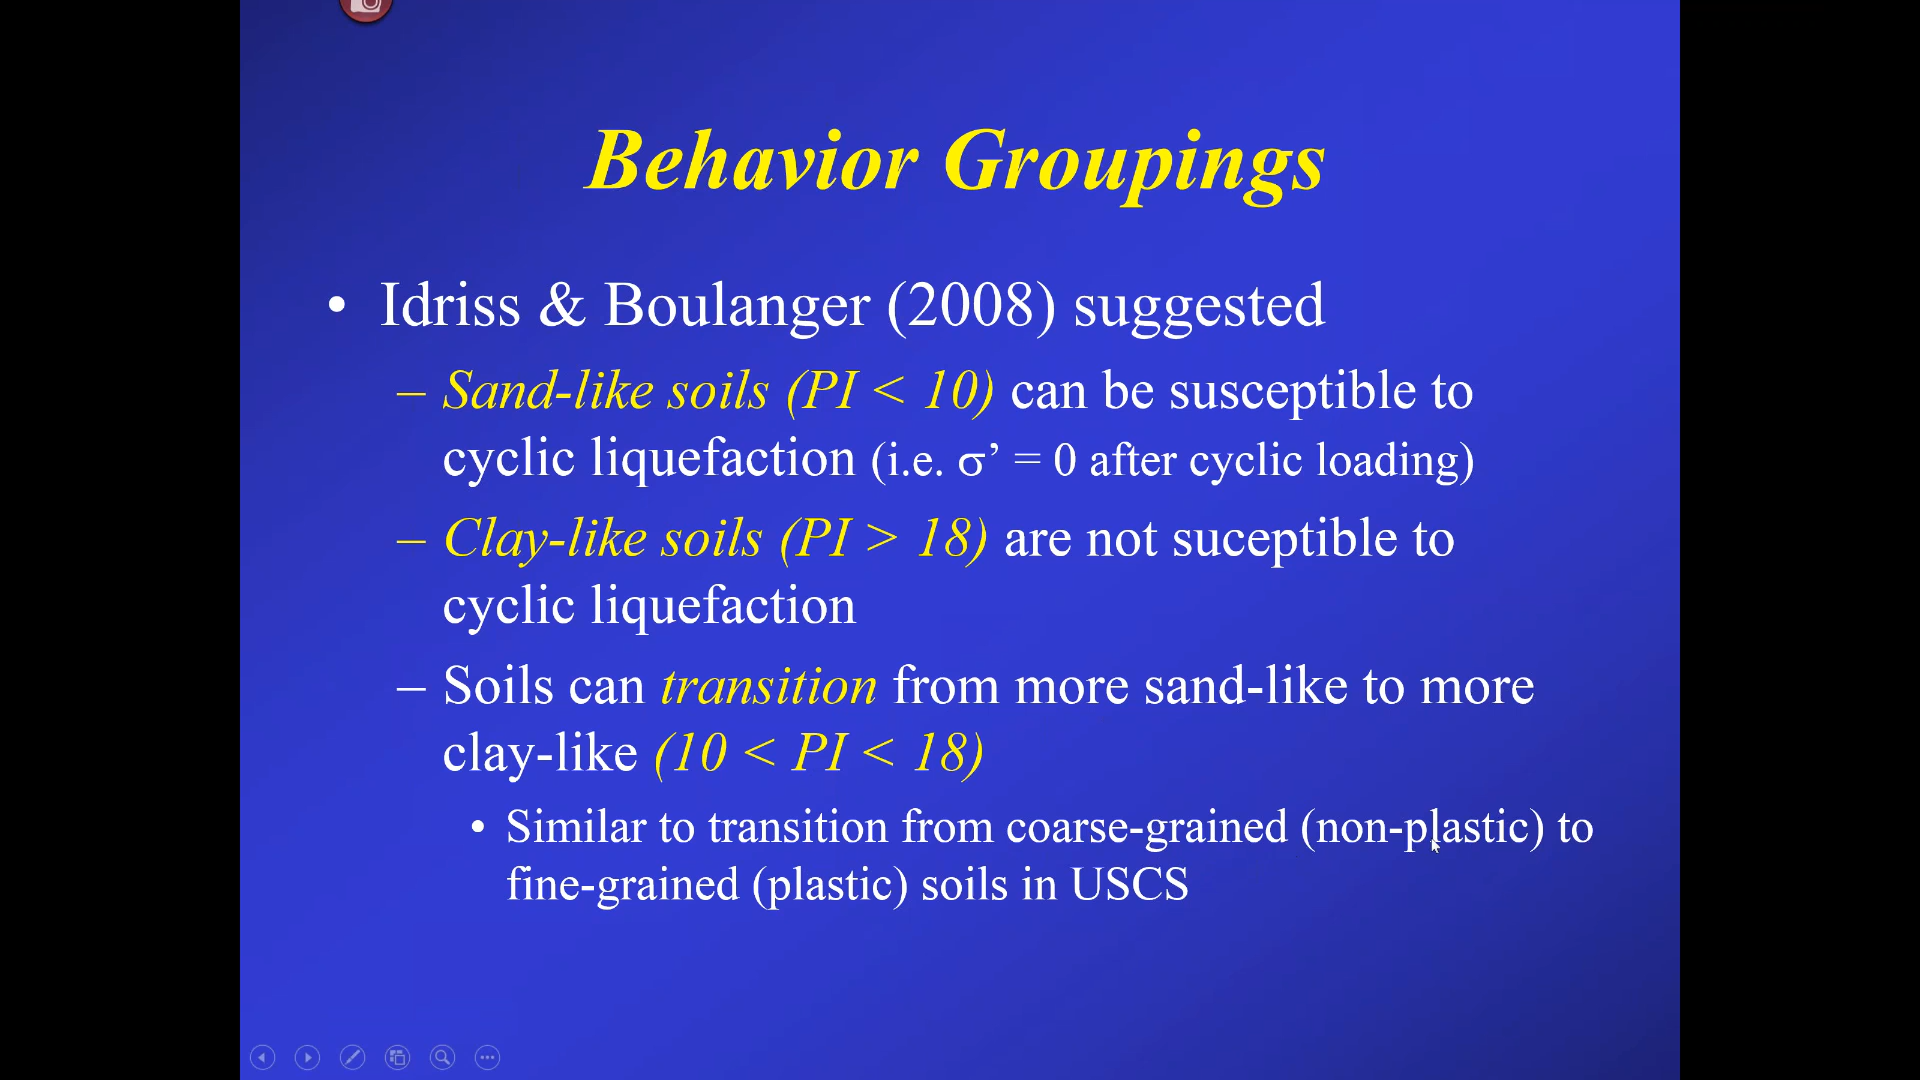 Behavior Groupings
• Idriss & Boulanger (2008) suggested
– Sand-like soils (PI < 10) can be susceptible to
cyclic liquefaction (i.e. σ’ = 0 after cyclic loading)
– Clay-like soils (PI > 18) are not suceptible to
cyclic liquefaction
– Soils can transition from more sand-like to more
clay-like (10 < PI < 18)
• Similar to transition from coarse-grained (non-plastic) to
fine-grained (plastic) soils in USCS